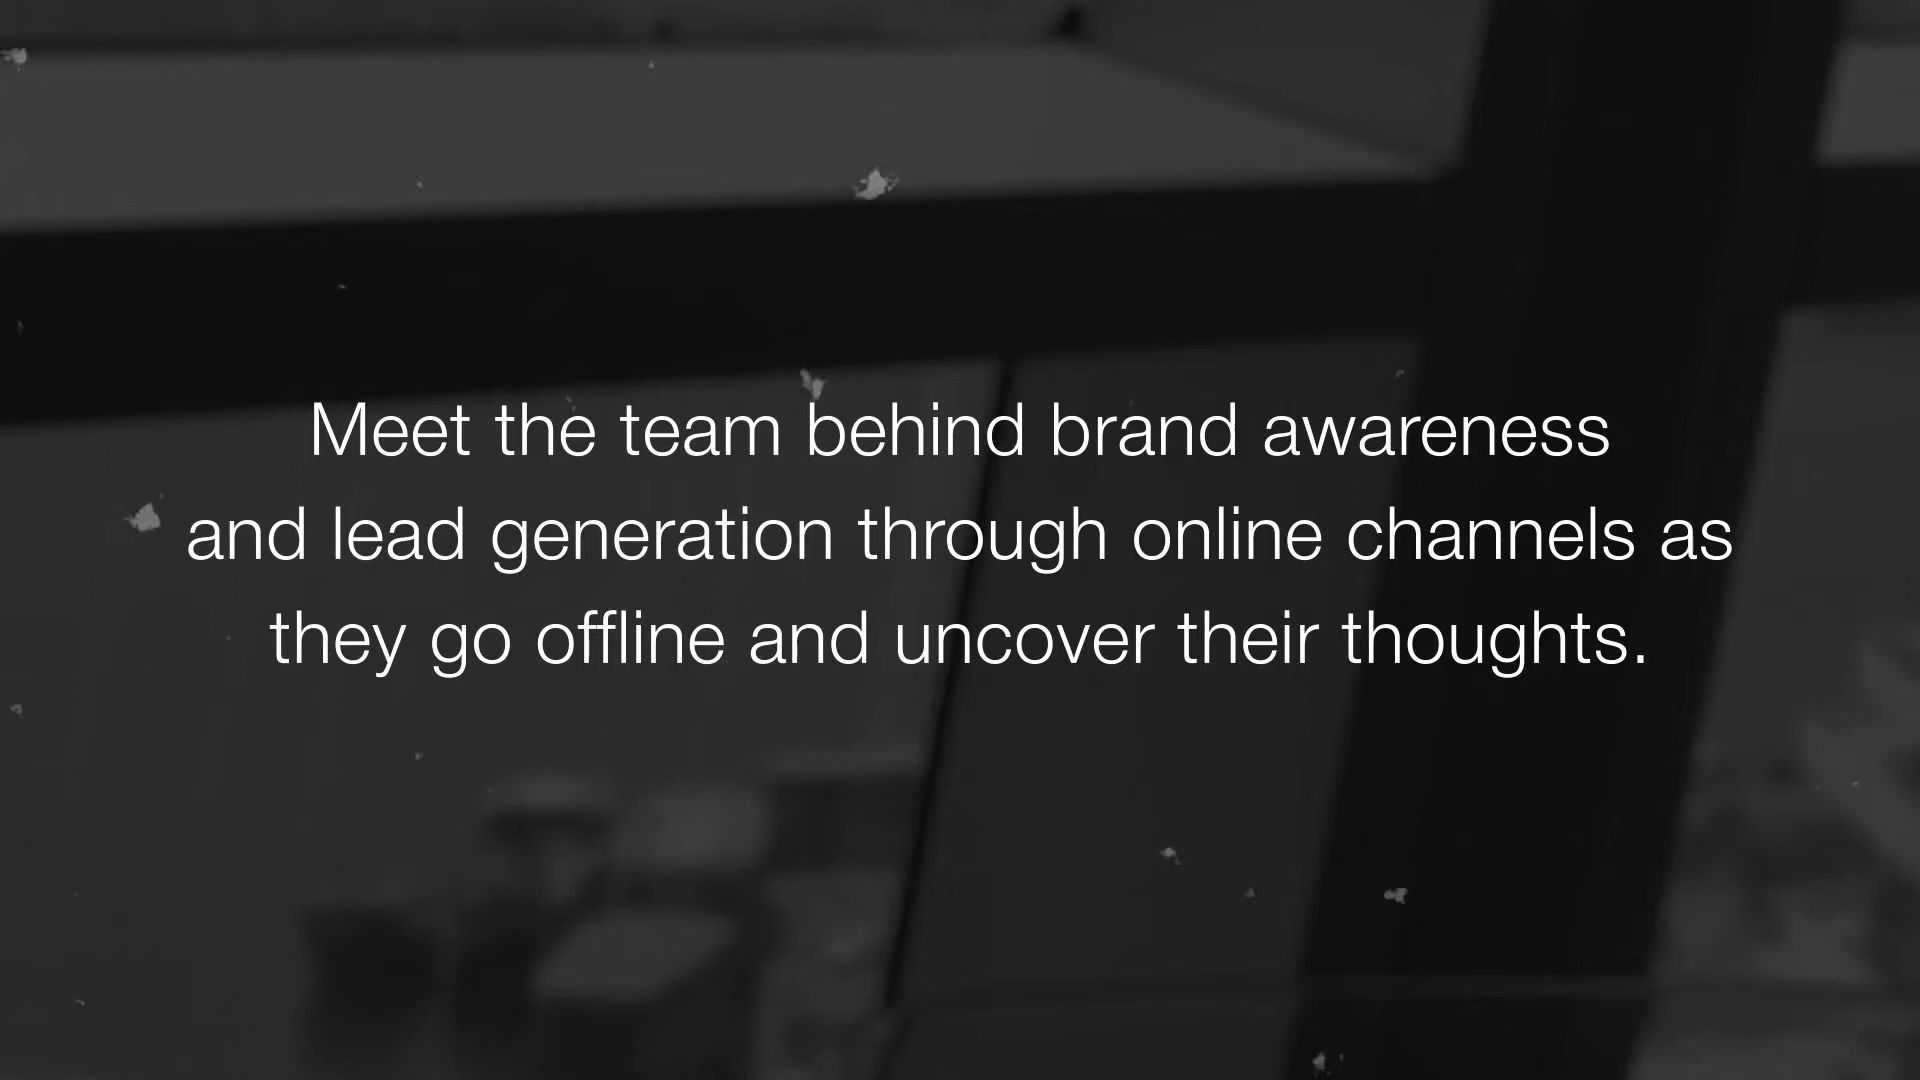 Meet the team behind brand awareness
and lead generation through online channels as
they go offline and uncover their thoughts.